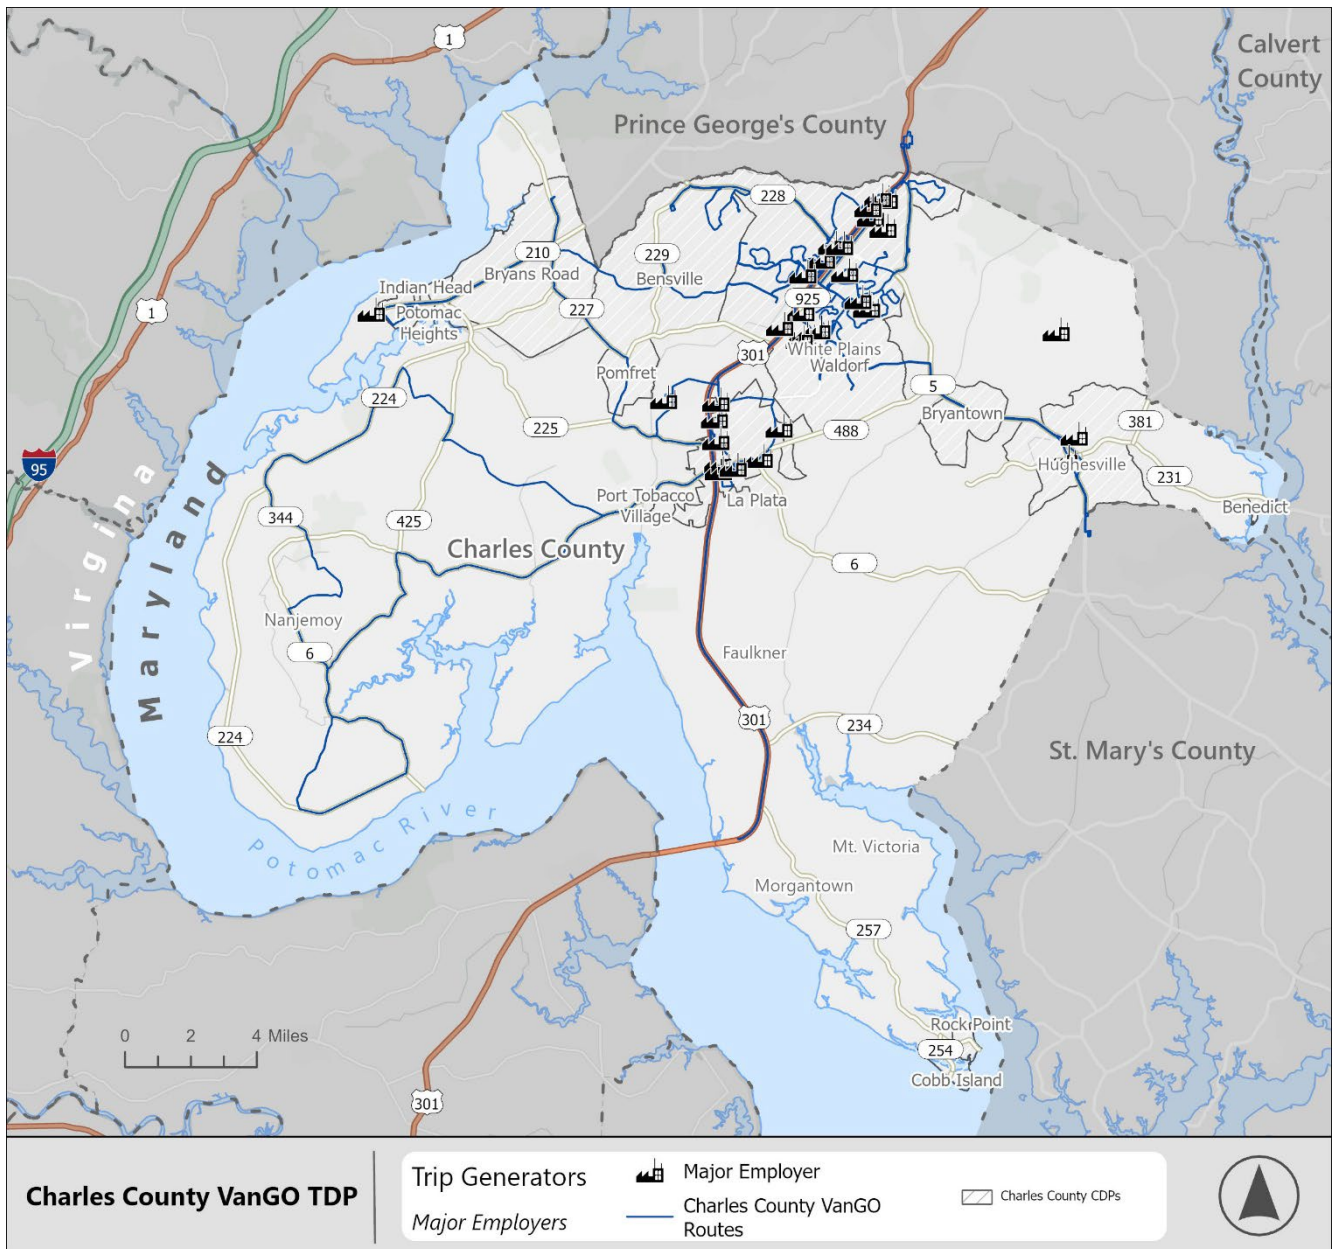 1
Calvert
County
Prince George's County
228
210
229
Bryans Road
Bensville
Indian Head
Potomac
Heights
1
227
925
White Plains
Waldorf
301
Pomfret
224
5
Bryantown
225
488
381
Hughesville
95
231
Port Tobacco
Village
La Plata
Benedict
344
425
Charles County
6
Virginia
Maryland
Nanjemoy
6
Faulkner
301
234
224
St. Mary's County
Potomac River
Mt. Victoria
Morgantown
257
Rock Point
254
Cobb Island
0 2 4 Miles
301
Charles County VanGO TDP
Trip Generators
Major Employers
Major Employer
Charles County VanGO
Routes
Charles County CDPs